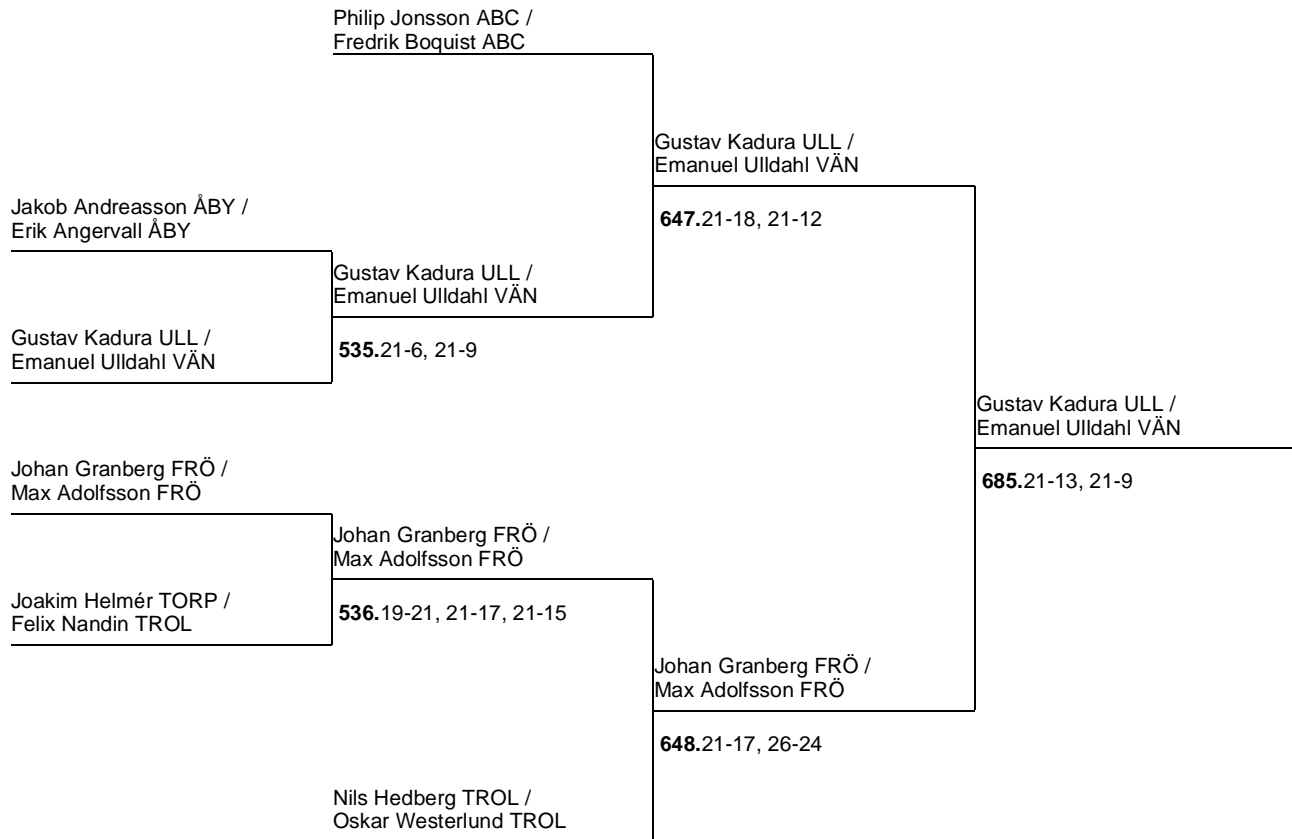 Philip Jonsson ABC /
Fredrik Boquist ABC
Gustav Kadura ULL /
Emanuel Ulldahl VÄN
Jakob Andreasson ÅBY /
Erik Angervall ÅBY
647.21-18, 21-12
Gustav Kadura ULL /
Emanuel Ulldahl VÄN
Gustav Kadura ULL /
Emanuel Ulldahl VÄN
535.21-6, 21-9
Gustav Kadura ULL /
Emanuel Ulldahl VÄN
Johan Granberg FRÖ /
Max Adolfsson FRÖ
685.21-13, 21-9
Johan Granberg FRÖ /
Max Adolfsson FRÖ
Joakim Helmér TORP /
Felix Nandin TROL
536.19-21, 21-17, 21-15
Johan Granberg FRÖ /
Max Adolfsson FRÖ
648.21-17, 26-24
Nils Hedberg TROL /
Oskar Westerlund TROL